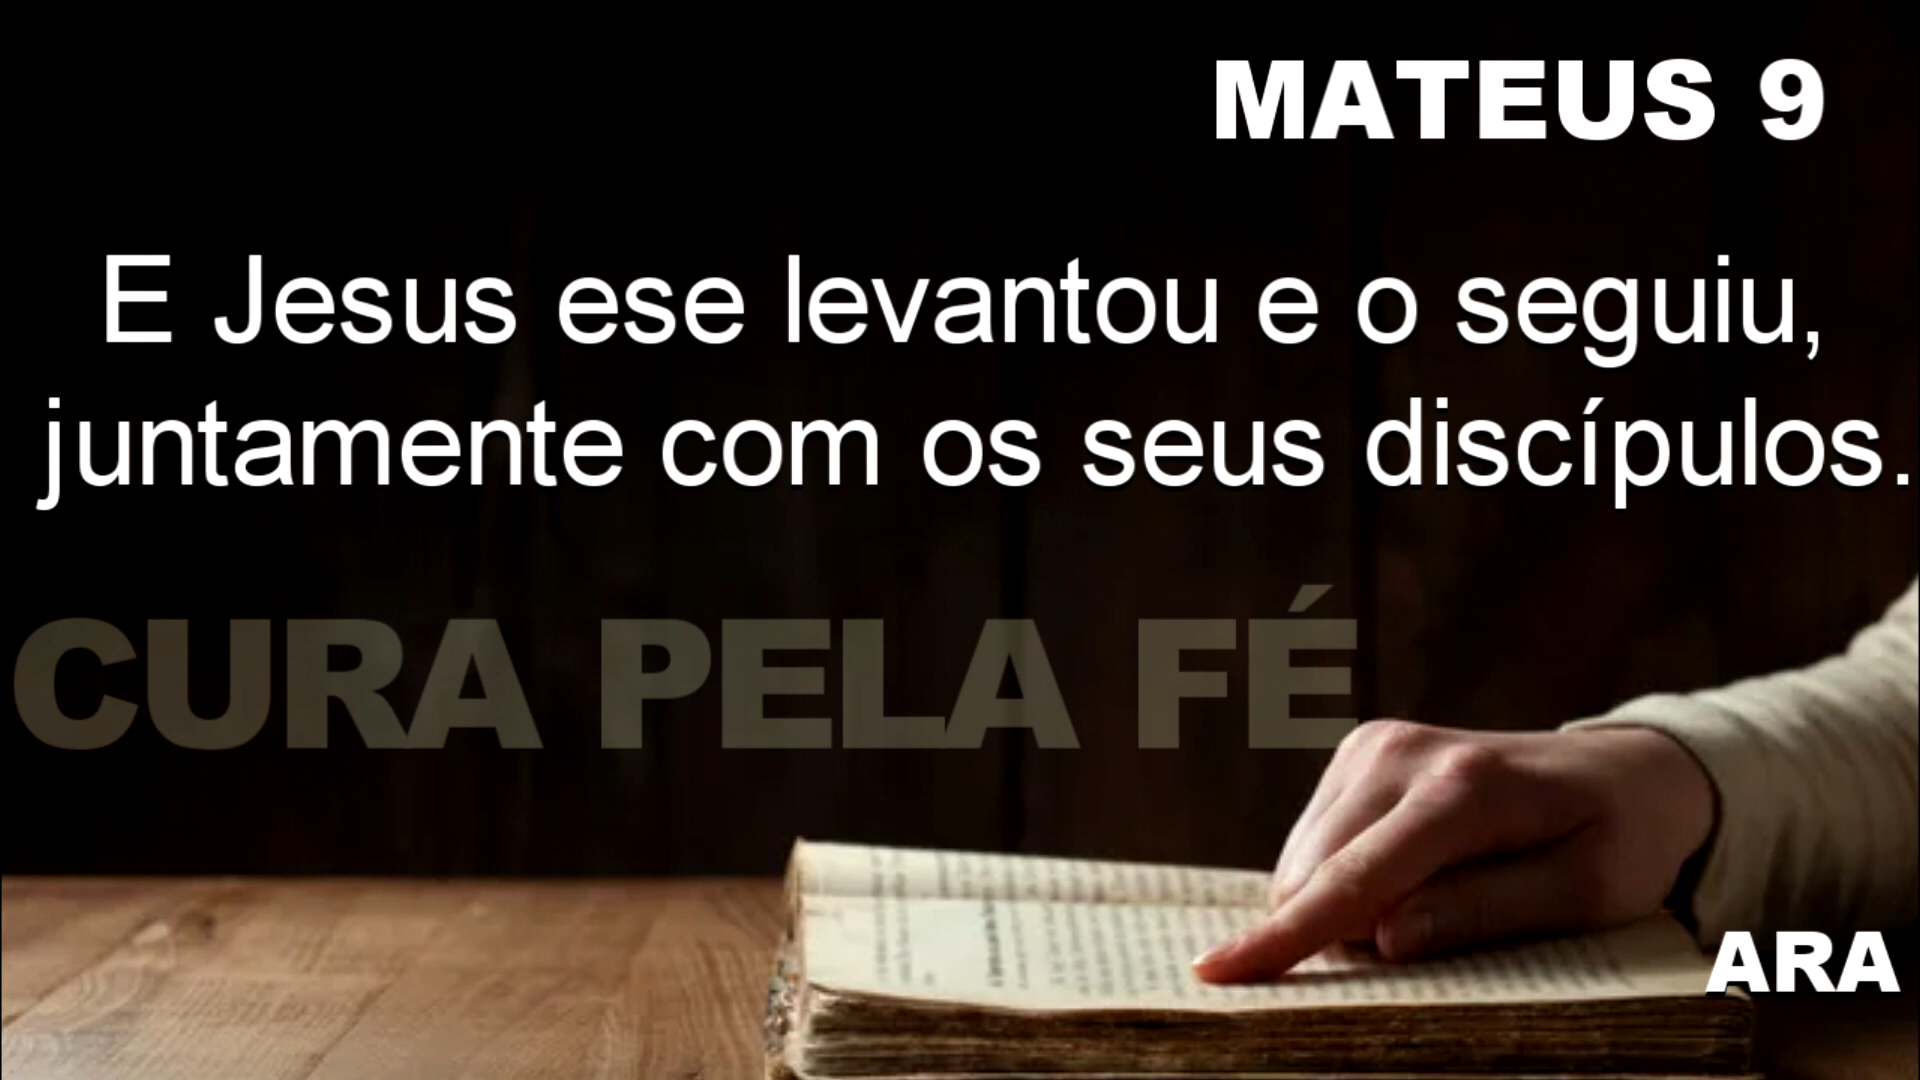 MATEUS 9
E Jesus ese levantou e o seguiu,
juntamente com os seus discípulos.
CURA PELA FÉ
ARA